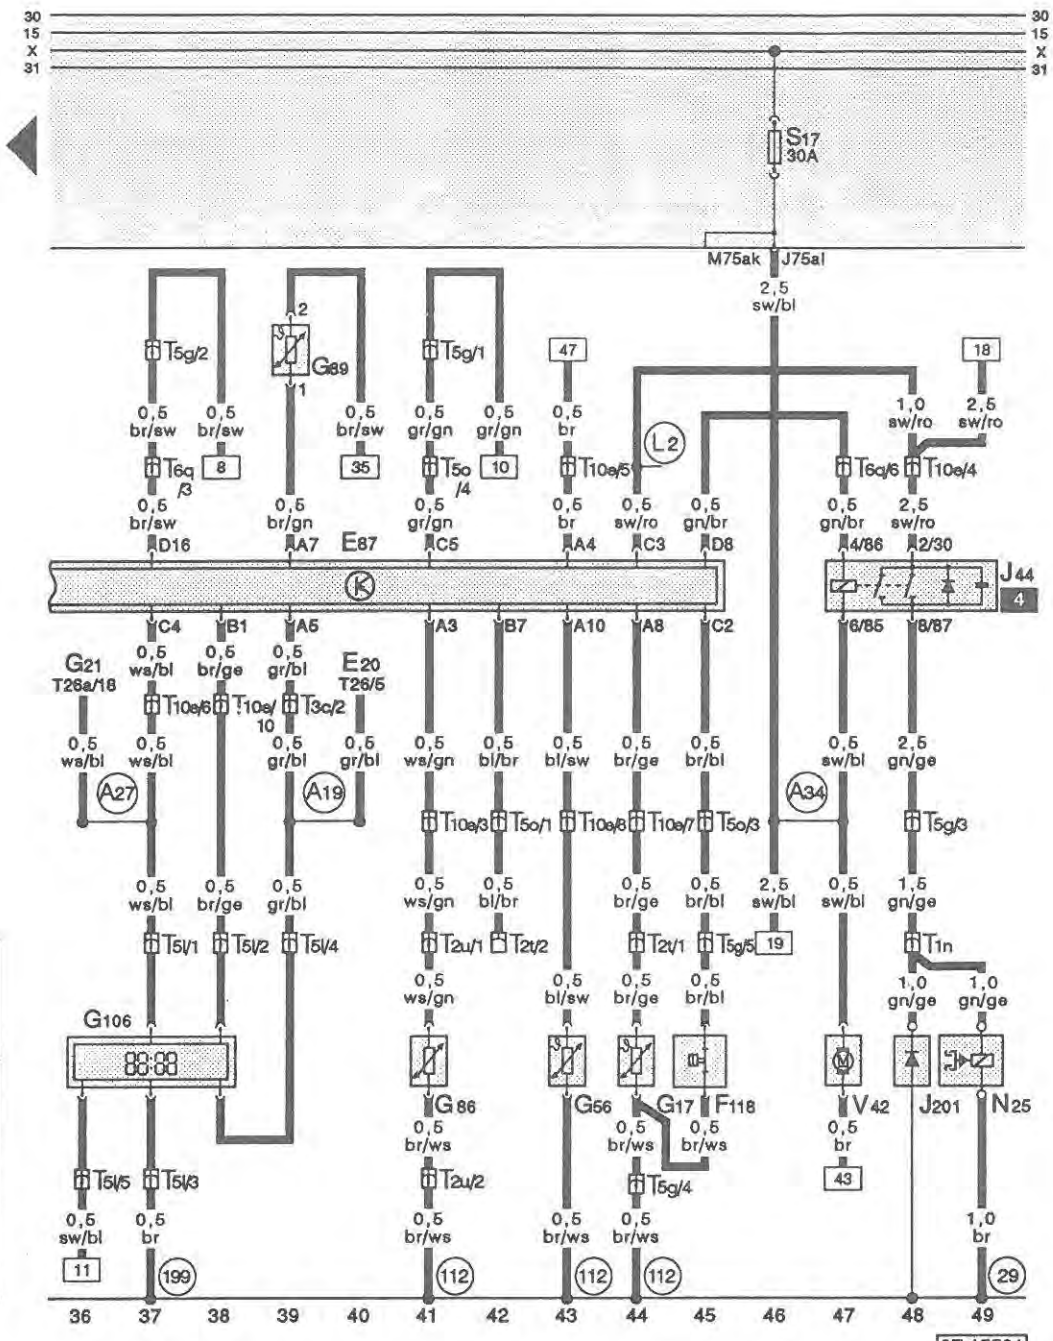 30 30
15 15
X X
31 31
S17
30A
M75ak J75al
2,5
sw/bl
2
47
18
T5g/2
G89
T5g/1
1
0,5 0,5 0,5 0,5 0,5 0,5 1,0 2,5
br/sw br/sw br/sw gr/gn gr/gn br sw/ro sw/ro
L2
T6q
/3
8
35
T5o
/4
10
T10e/5
T6q/6
T10e/4
0,5 0,5 0,5 0,5 0,5 0,5 0,5 2,5
br/sw br/gn gr/gn br sw/ro gn/br gn/br sw/ro
D16 A7 E87 C5 A4 C3 D8 4/86 2/30
J44
4
C4 B1 A5 A3 B7 A10 A8 C2 6/85 8/87
G21
T26a/18
0,5 0,5 0,5
ws/bl br/ge gr/bl
E20
T26/5
T10e/6
T10e/
10
T3c/2
0,5 0,5 0,5 0,5 0,5 0,5 0,5 0,5 0,5 0,5 2,5
ws/bl ws/bl gr/bl gr/bl ws/gn bl/br bl/sw br/ge br/bl sw/bl gn/ge
A27 A19 A34
T10e/3 T5o/1 T10e/8 T10e/7 T5o/3 T5g/3
0,5 0,5 0,5 0,5 0,5 0,5 0,5 2,5 0,5 1,5
ws/bl br/ge gr/bl ws/gn bl/br br/ge br/bl sw/bl sw/bl gn/ge
T5l/1 T5l/2 T5l/4 T2u/1 T2t/2 T2t/1 T5g/5 19 T1n
0,5 0,5 0,5 0,5 1,0 1,0
ws/gn bl/sw br/ge br/bl gn/ge gn/ge
G106
88:88
M
G86 G56 G17 F118 V42 J201 N25
0,5 0,5 0,5 0,5
br/ws br/ws br/ws br
T5l/5 T5l/3 T2u/2 T5g/4 43
0,5 0,5 0,5 0,5 0,5 1,0
sw/bl br br/ws br/ws br/ws br
11 199 112 112 112 29
36 37 38 39 40 41 42 43 44 45 46 47 48 49